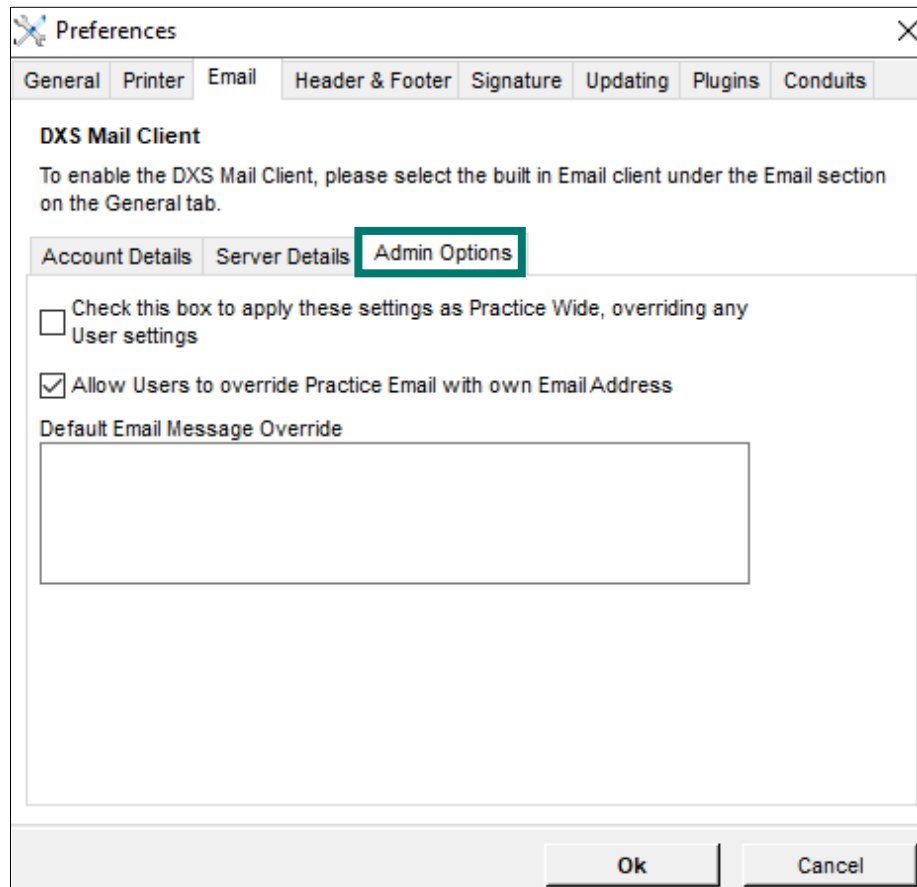 Preferences
General Printer Email Header & Footer Signature Updating Plugins Conduits
DXS Mail Client
To enable the DXS Mail Client, please select the built in Email client under the Email section
on the General tab.
Account Details Server Details Admin Options
Check this box to apply these settings as Practice Wide, overriding any
User settings
Allow Users to override Practice Email with own Email Address
Default Email Message Override
Ok Cancel